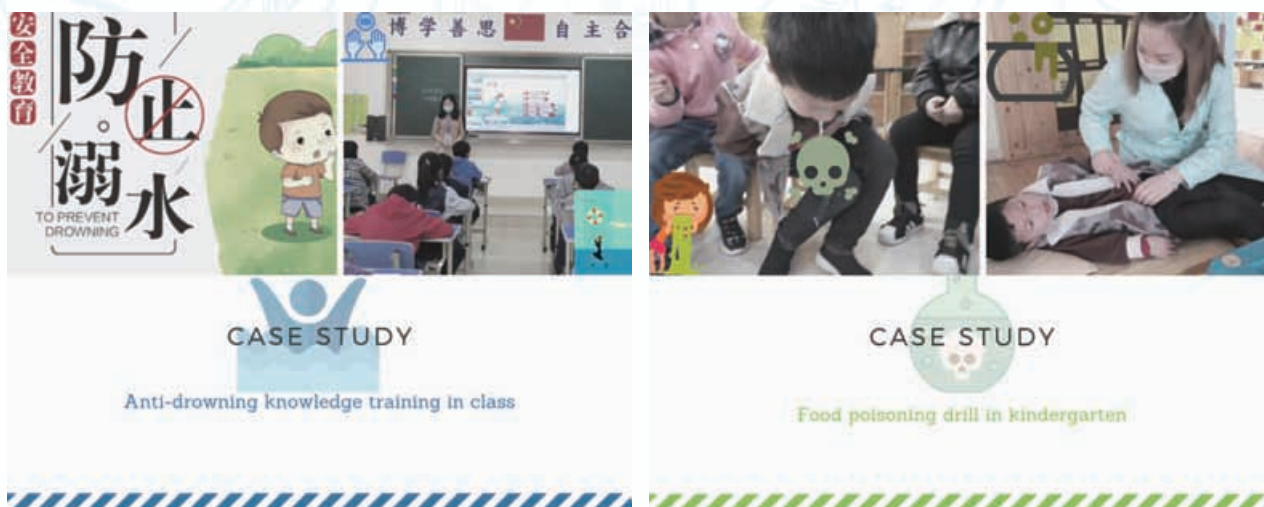 安全教育
防止
溺水
TO PREVENT
DROWNING
博学善思 自主合
CASE STUDY
Anti-drowning knowledge training in class
CASE STUDY
Food poisoning drill in kindergarten